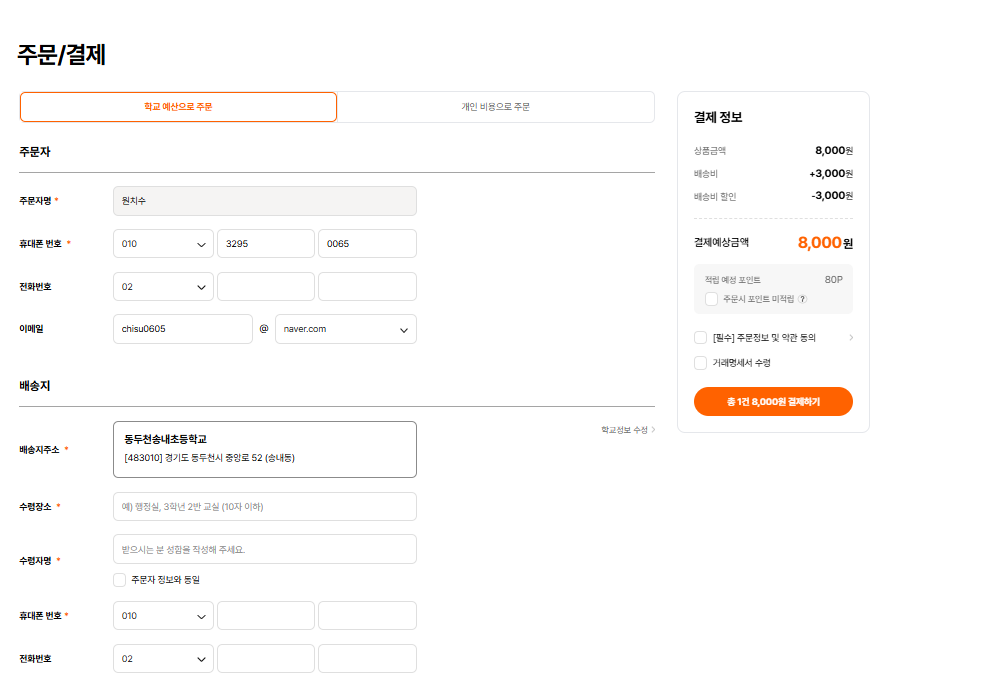 주문/결제
학교 예산으로 주문
개인 비용으로 주문
주문자
주문자명 *
원치수
휴대폰 번호 *
010
3295
0065
전화번호
02
이메일
chisu0605
@
naver.com
배송지
학교정보 수정 >
배송지주소 *
동두천송내초등학교
[483010] 경기도 동두천시 중앙로 52 (송내동)
수령장소 *
예) 행정실, 3학년 2반 교실 (10자 이하)
수령자명 *
받으시는 분 성함을 작성해 주세요.
주문자 정보와 동일
휴대폰 번호 *
010
전화번호
02
결제 정보
상품금액 8,000원
배송비 +3,000원
배송비 할인 -3,000원
결제예상금액 8,000원
적립 예정 포인트 80P
주문시 포인트 미적립 ?
[필수] 주문정보 및 약관 동의 >
거래명세서 수령
총 1건 8,000원 결제하기